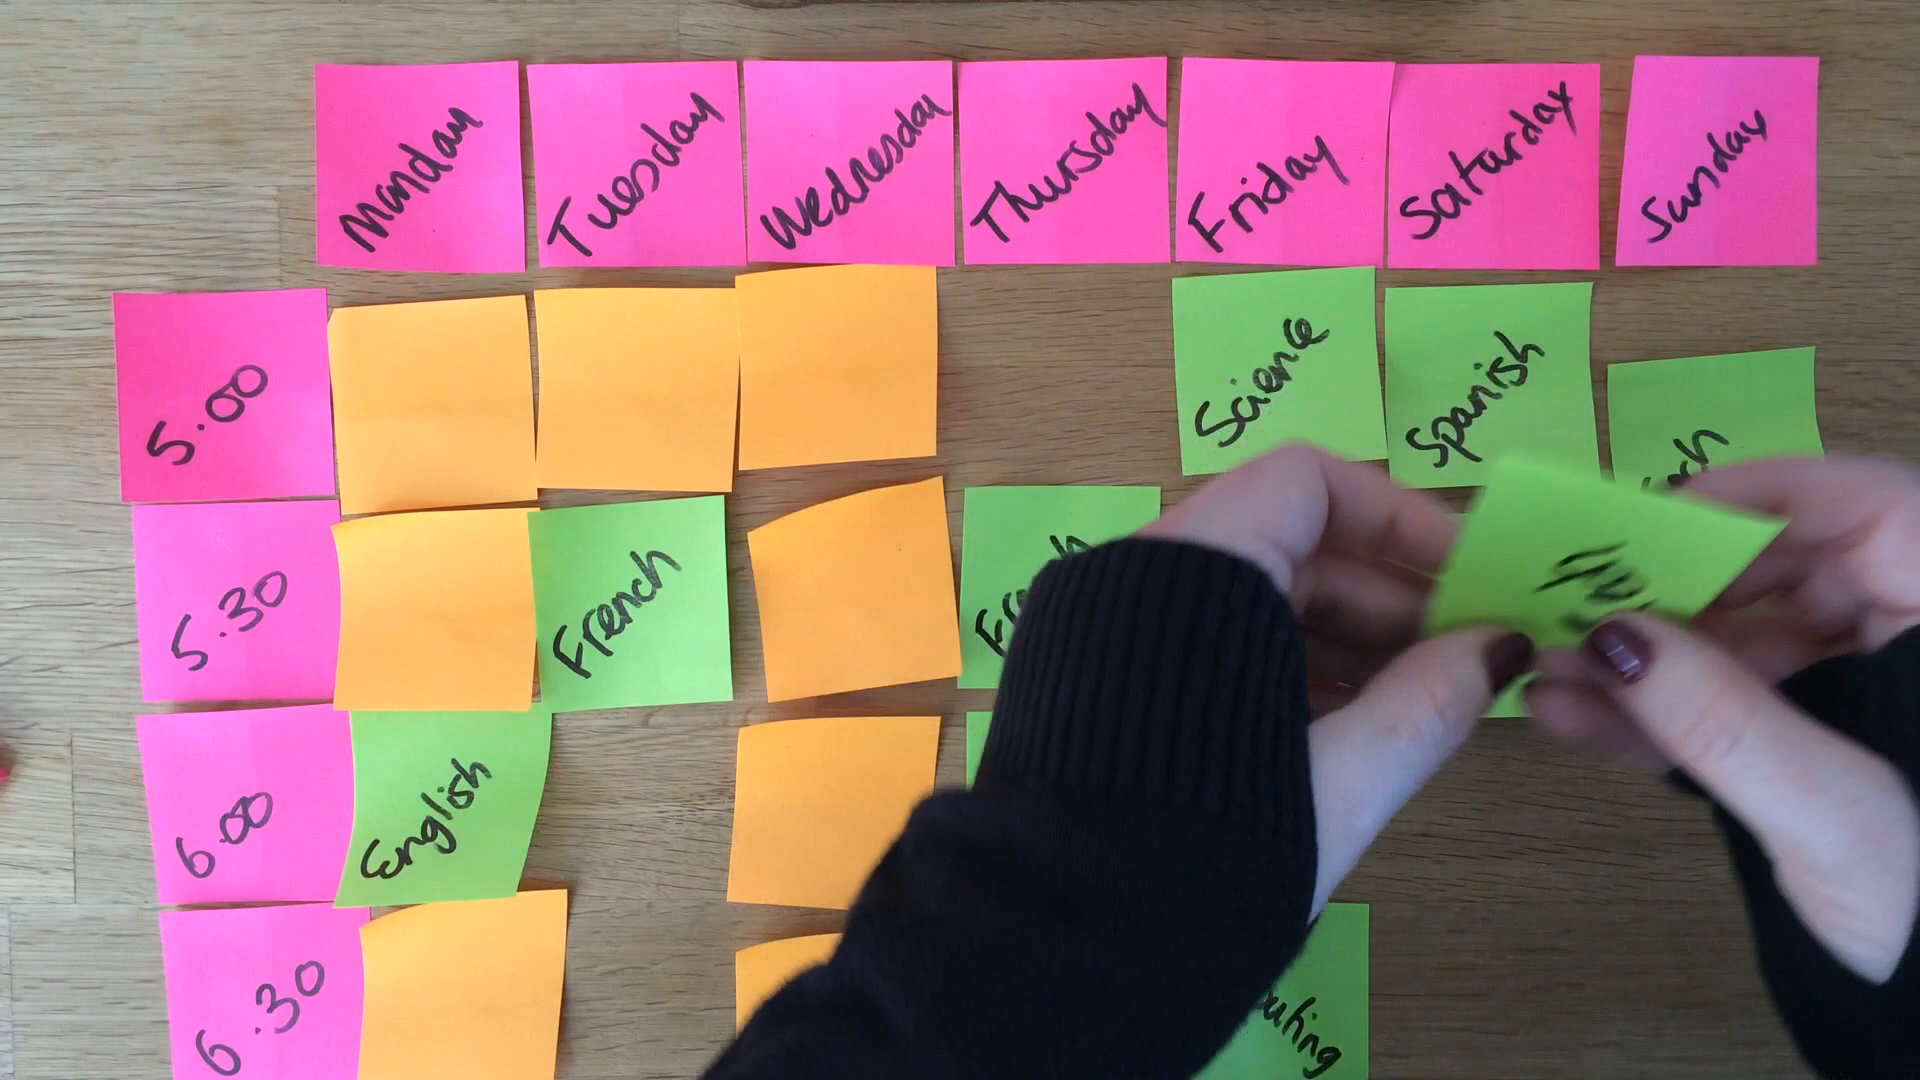 Monday
Tuesday
Wednesday
Thursday
Friday
Saturday
Sunday
5.00
Science
Spanish
5.30
French
6.00
English
6.30